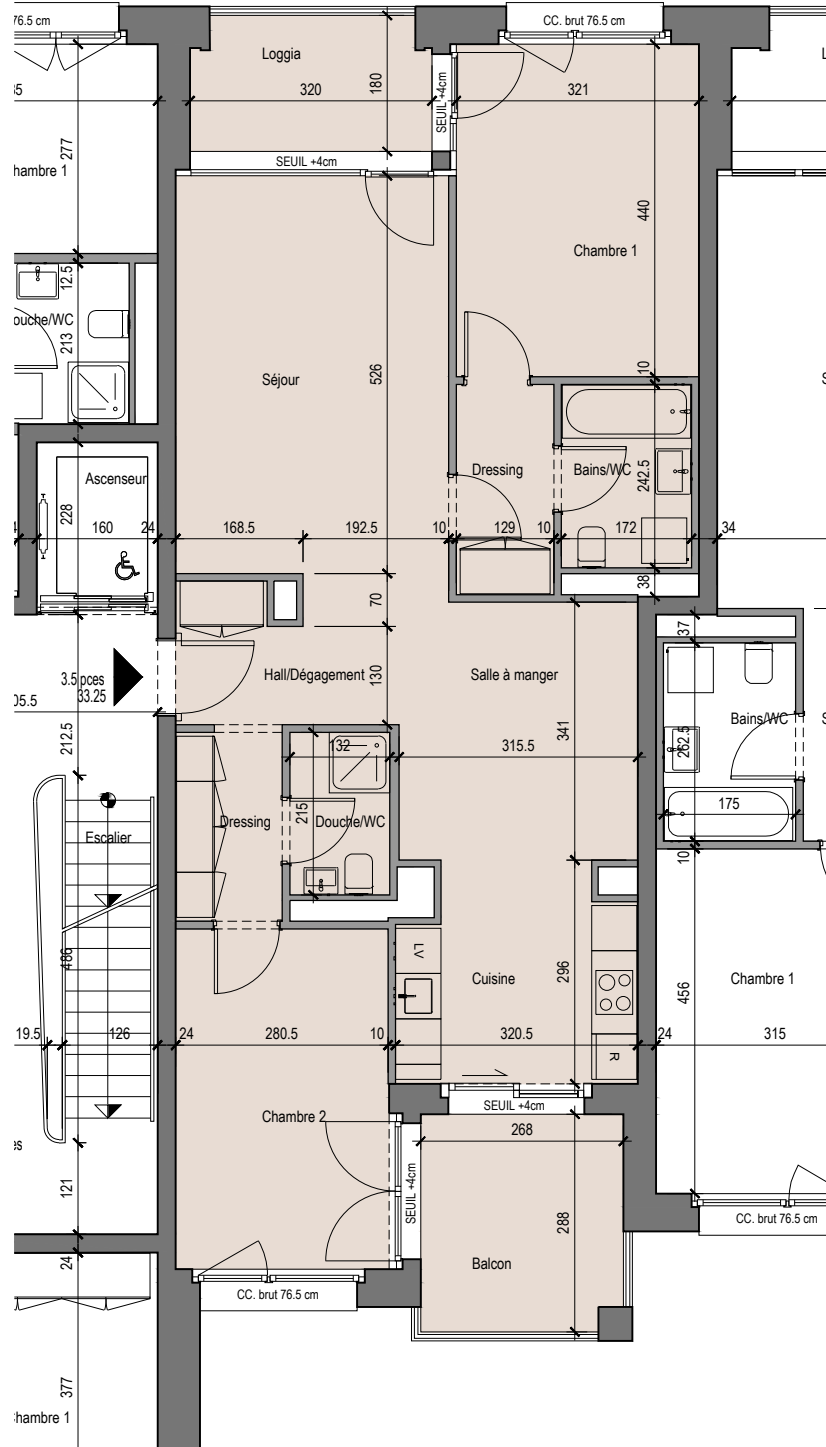 76.5 cm
CC. brut 76.5 cm
Loggia
320
180
SEUIL +4cm
321
277
SEUIL +4cm
hambre 1
440
Chambre 1
12.5
ouche/WC
213
Séjour
526
10
Dressing
Bains/WC
242.5
Ascenseur
228
160
24
168.5
192.5
10
129
10
172
34
38
70
37
3.5 pces
33.25
Hall/Dégagement
130
Salle à manger
05.5
212.5
341
Bains/WC
262.5
132
315.5
175
Dressing
215
Douche/WC
Escalier
10
LV
486
Cuisine
296
Chambre 1
456
19.5
126
24
280.5
10
320.5
24
315
R
SEUIL +4cm
Chambre 2
268
es
121
SEUIL +4cm
288
CC. brut 76.5 cm
24
Balcon
CC. brut 76.5 cm
377
hambre 1